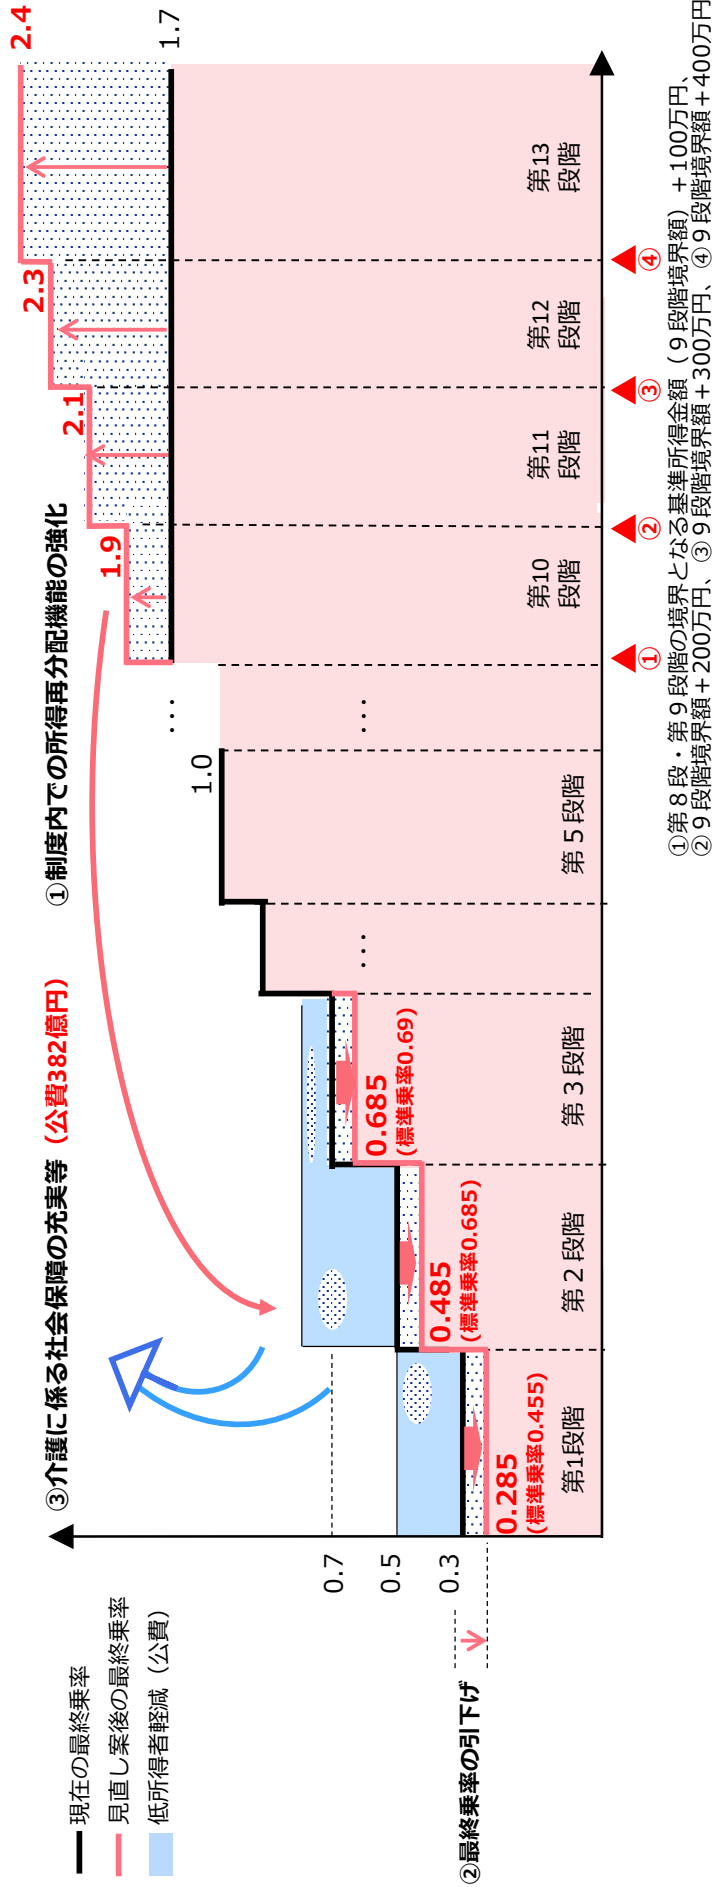 現在の最終乗率
見直し案後の最終乗率
低所得者軽減（公費）
③介護に係る社会保障の充実等（公費382億円）
①制度内での所得再分配機能の強化
②最終乗率の引下げ
0.7
0.5
0.3
0.285
(標準乗率0.455)
0.485
(標準乗率0.685)
0.685
(標準乗率0.69)
1.0
1.9
2.1
2.3
2.4
1.7
…
…
…
第1段階
第２段階
第３段階
第５段階
第10
段階
第11
段階
第12
段階
第13
段階
①
②
③
④
①第８段・第９段階の境界となる基準所得金額（９段階境界額）＋100万円、
②９段階境界額＋200万円、③９段階境界額＋300万円、④９段階境界額＋400万円